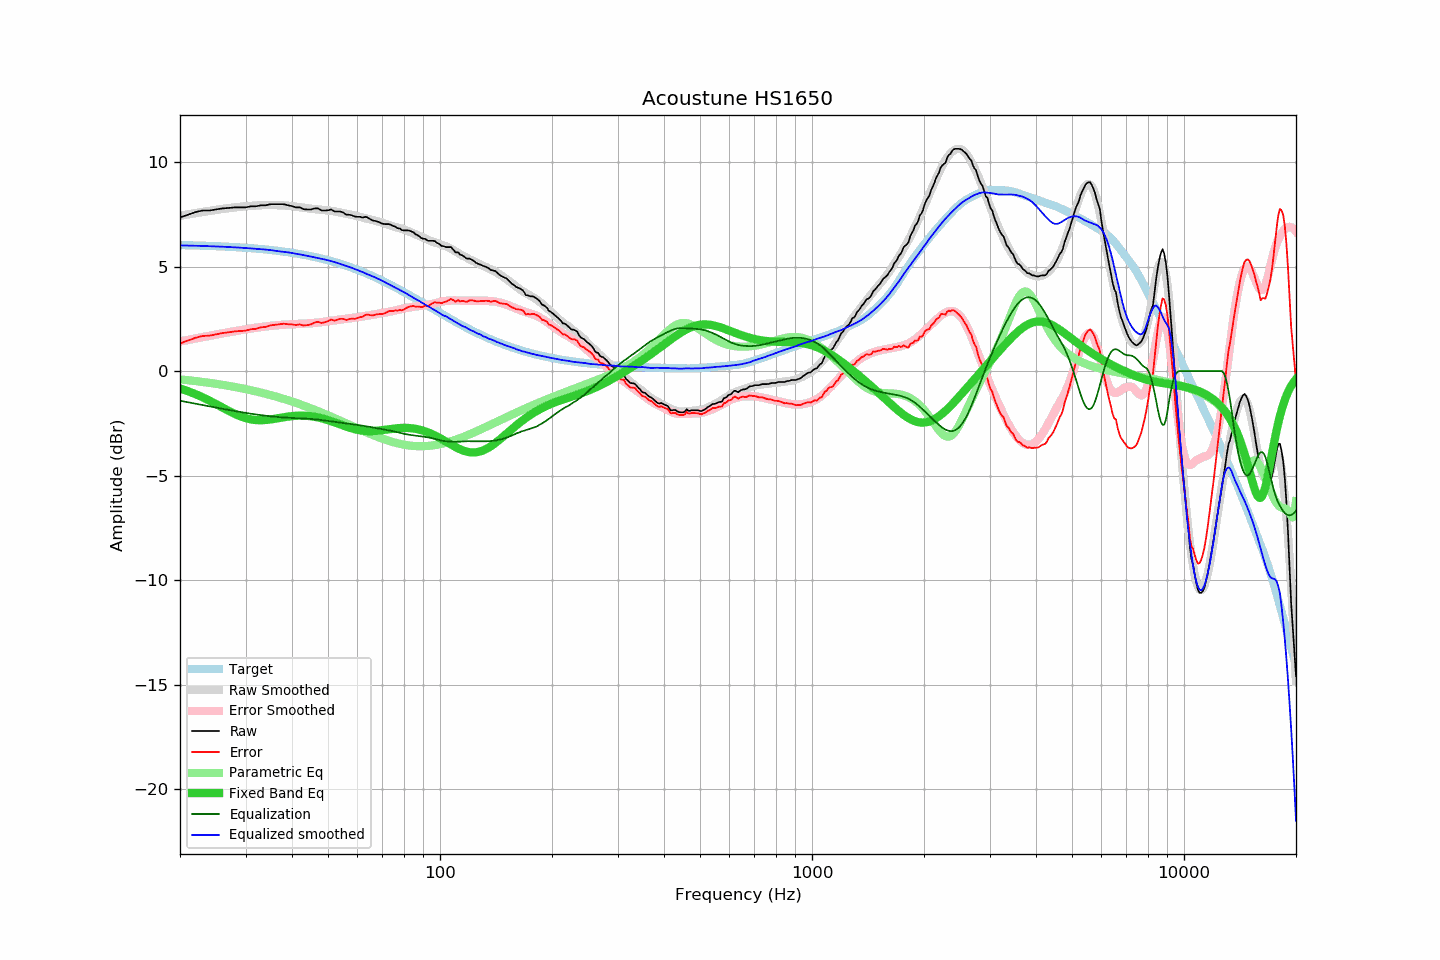 Acoustune HS1650
10
5
0
−5
−10
−15
−20
Amplitude (dBr)
Target
Raw Smoothed
Error Smoothed
Raw
Error
Parametric Eq
Fixed Band Eq
Equalization
Equalized smoothed
100
1000
10000
Frequency (Hz)